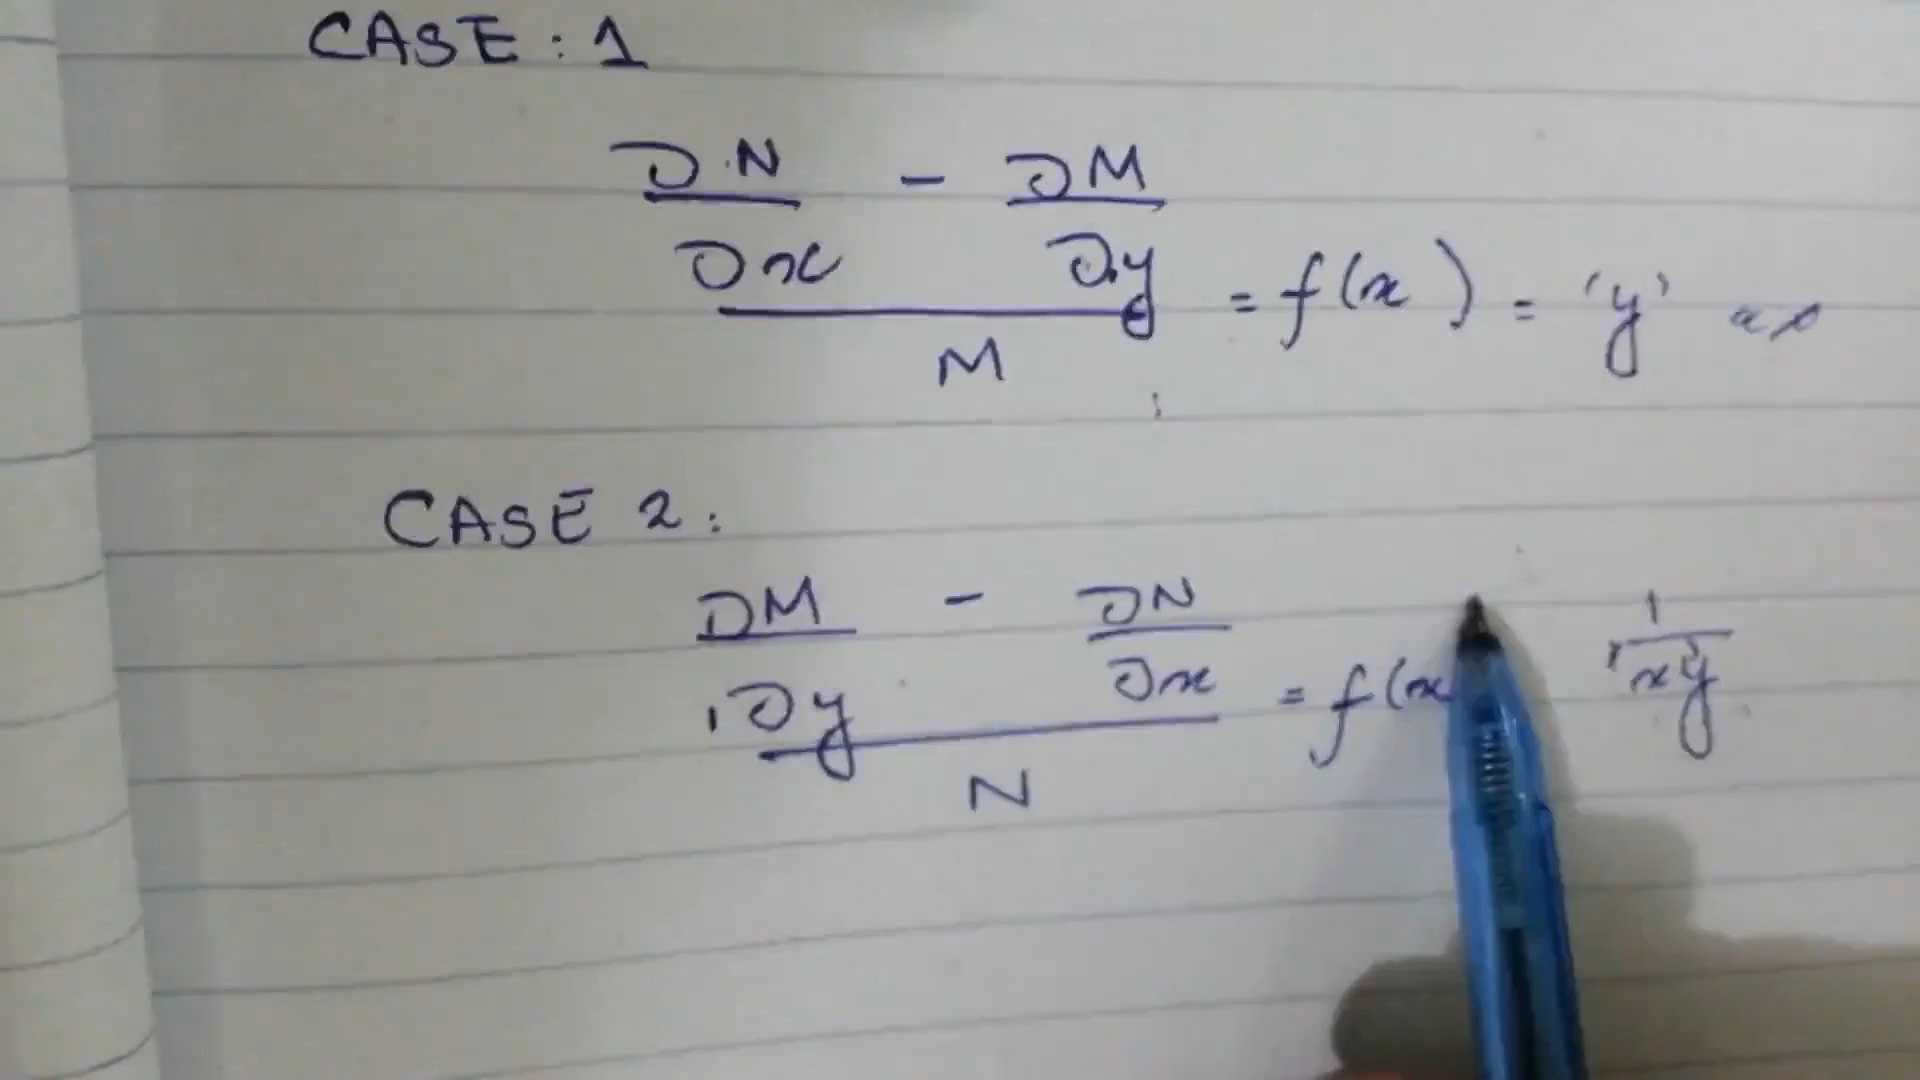 CASE : 1
∂N - ∂M
∂x ∂y = f(x) = 'y'
M
CASE 2 :
∂M - ∂N 1
∂y ∂x = f(x xy
N